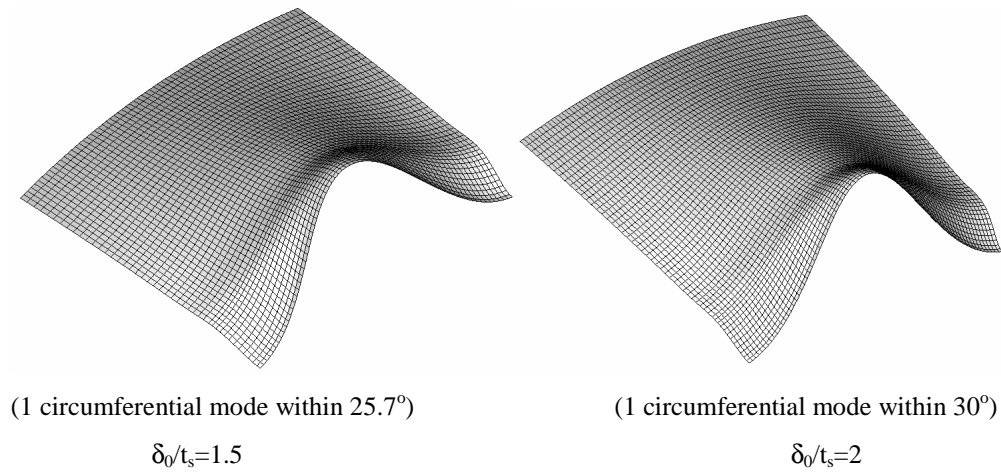 (1 circumferential mode within 25.7°)
(1 circumferential mode within 30°)
δ₀/tₛ=1.5
δ₀/tₛ=2